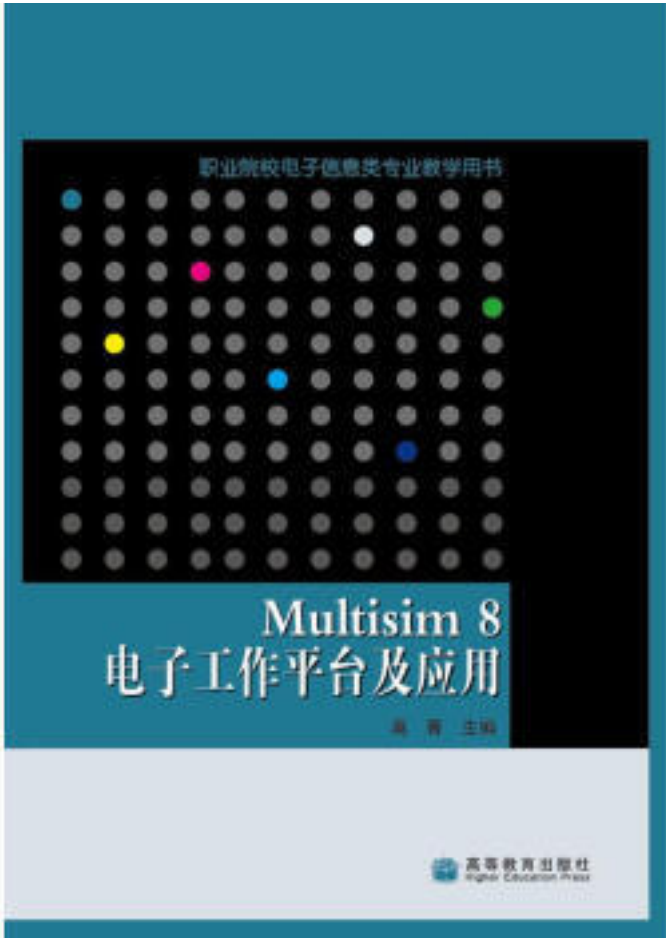 职业院校电子信息类专业教学用书
Multisim 8
电子工作平台及应用
高 主编
高等教育出版社
Higher Education Press